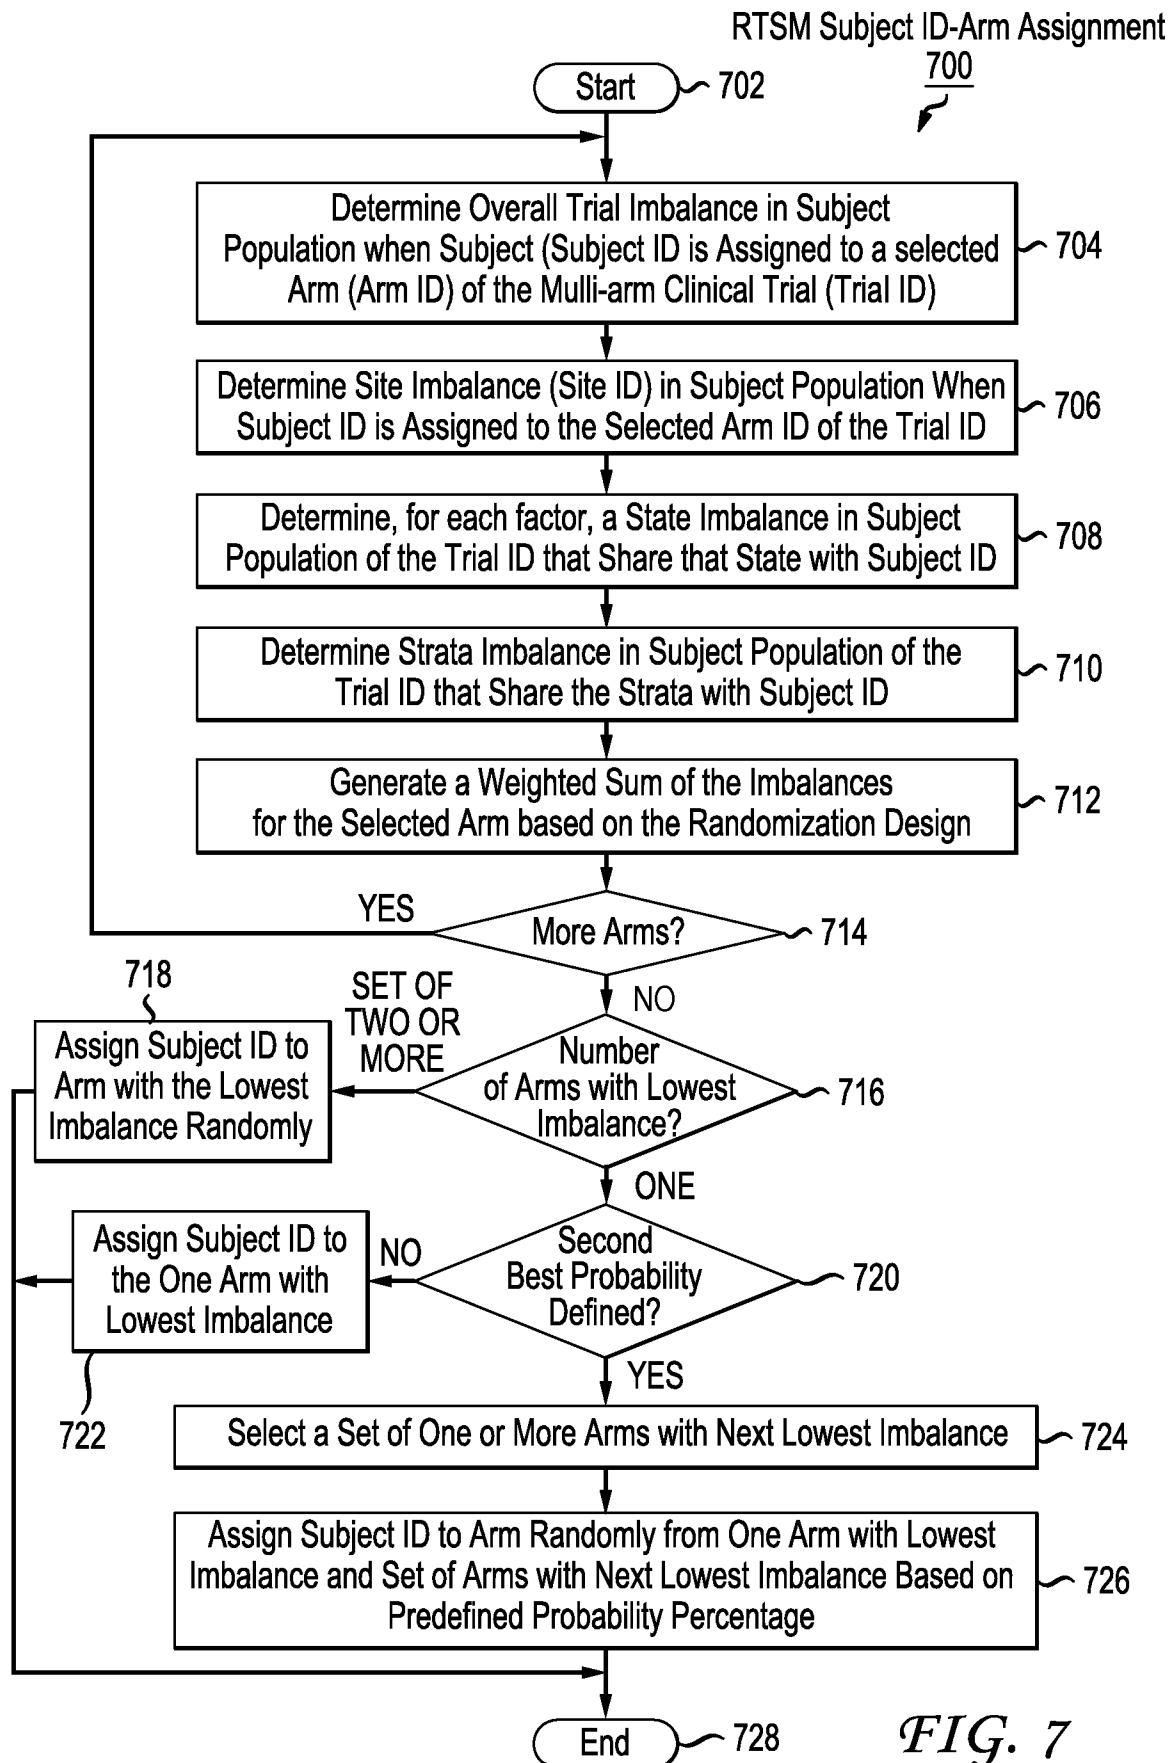 RTSM Subject ID-Arm Assignment
700
Start
702
Determine Overall Trial Imbalance in Subject
Population when Subject (Subject ID is Assigned to a selected
Arm (Arm ID) of the Mulli-arm Clinical Trial (Trial ID)
704
Determine Site Imbalance (Site ID) in Subject Population When
Subject ID is Assigned to the Selected Arm ID of the Trial ID
706
Determine, for each factor, a State Imbalance in Subject
Population of the Trial ID that Share that State with Subject ID
708
Determine Strata Imbalance in Subject Population of the
Trial ID that Share the Strata with Subject ID
710
Generate a Weighted Sum of the Imbalances
for the Selected Arm based on the Randomization Design
712
YES
More Arms?
714
NO
718
Assign Subject ID to
Arm with the Lowest
Imbalance Randomly
SET OF
TWO OR
MORE
Number
of Arms with Lowest
Imbalance?
716
ONE
Assign Subject ID to
the One Arm with
Lowest Imbalance
722
NO
Second
Best Probability
Defined?
720
YES
Select a Set of One or More Arms with Next Lowest Imbalance
724
Assign Subject ID to Arm Randomly from One Arm with Lowest
Imbalance and Set of Arms with Next Lowest Imbalance Based on
Predefined Probability Percentage
726
End
728
FIG. 7